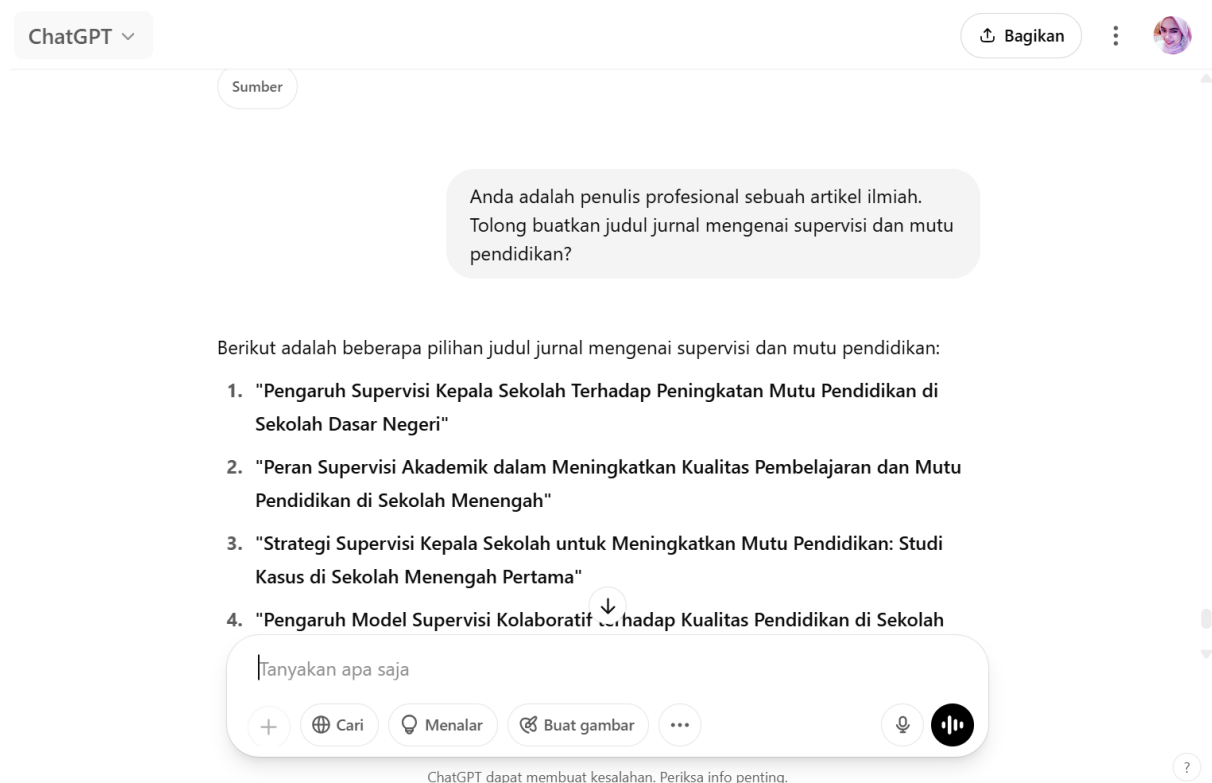 ChatGPT
Bagikan
Sumber
Anda adalah penulis profesional sebuah artikel ilmiah.
Tolong buatkan judul jurnal mengenai supervisi dan mutu
pendidikan?
Berikut adalah beberapa pilihan judul jurnal mengenai supervisi dan mutu pendidikan:
1. "Pengaruh Supervisi Kepala Sekolah Terhadap Peningkatan Mutu Pendidikan di
Sekolah Dasar Negeri"
2. "Peran Supervisi Akademik dalam Meningkatkan Kualitas Pembelajaran dan Mutu
Pendidikan di Sekolah Menengah"
3. "Strategi Supervisi Kepala Sekolah untuk Meningkatkan Mutu Pendidikan: Studi
Kasus di Sekolah Menengah Pertama"
4. "Pengaruh Model Supervisi Kolaboratif terhadap Kualitas Pendidikan di Sekolah
Tanyakan apa saja
Cari
Menalar
Buat gambar
ChatGPT dapat membuat kesalahan. Periksa info penting.
?